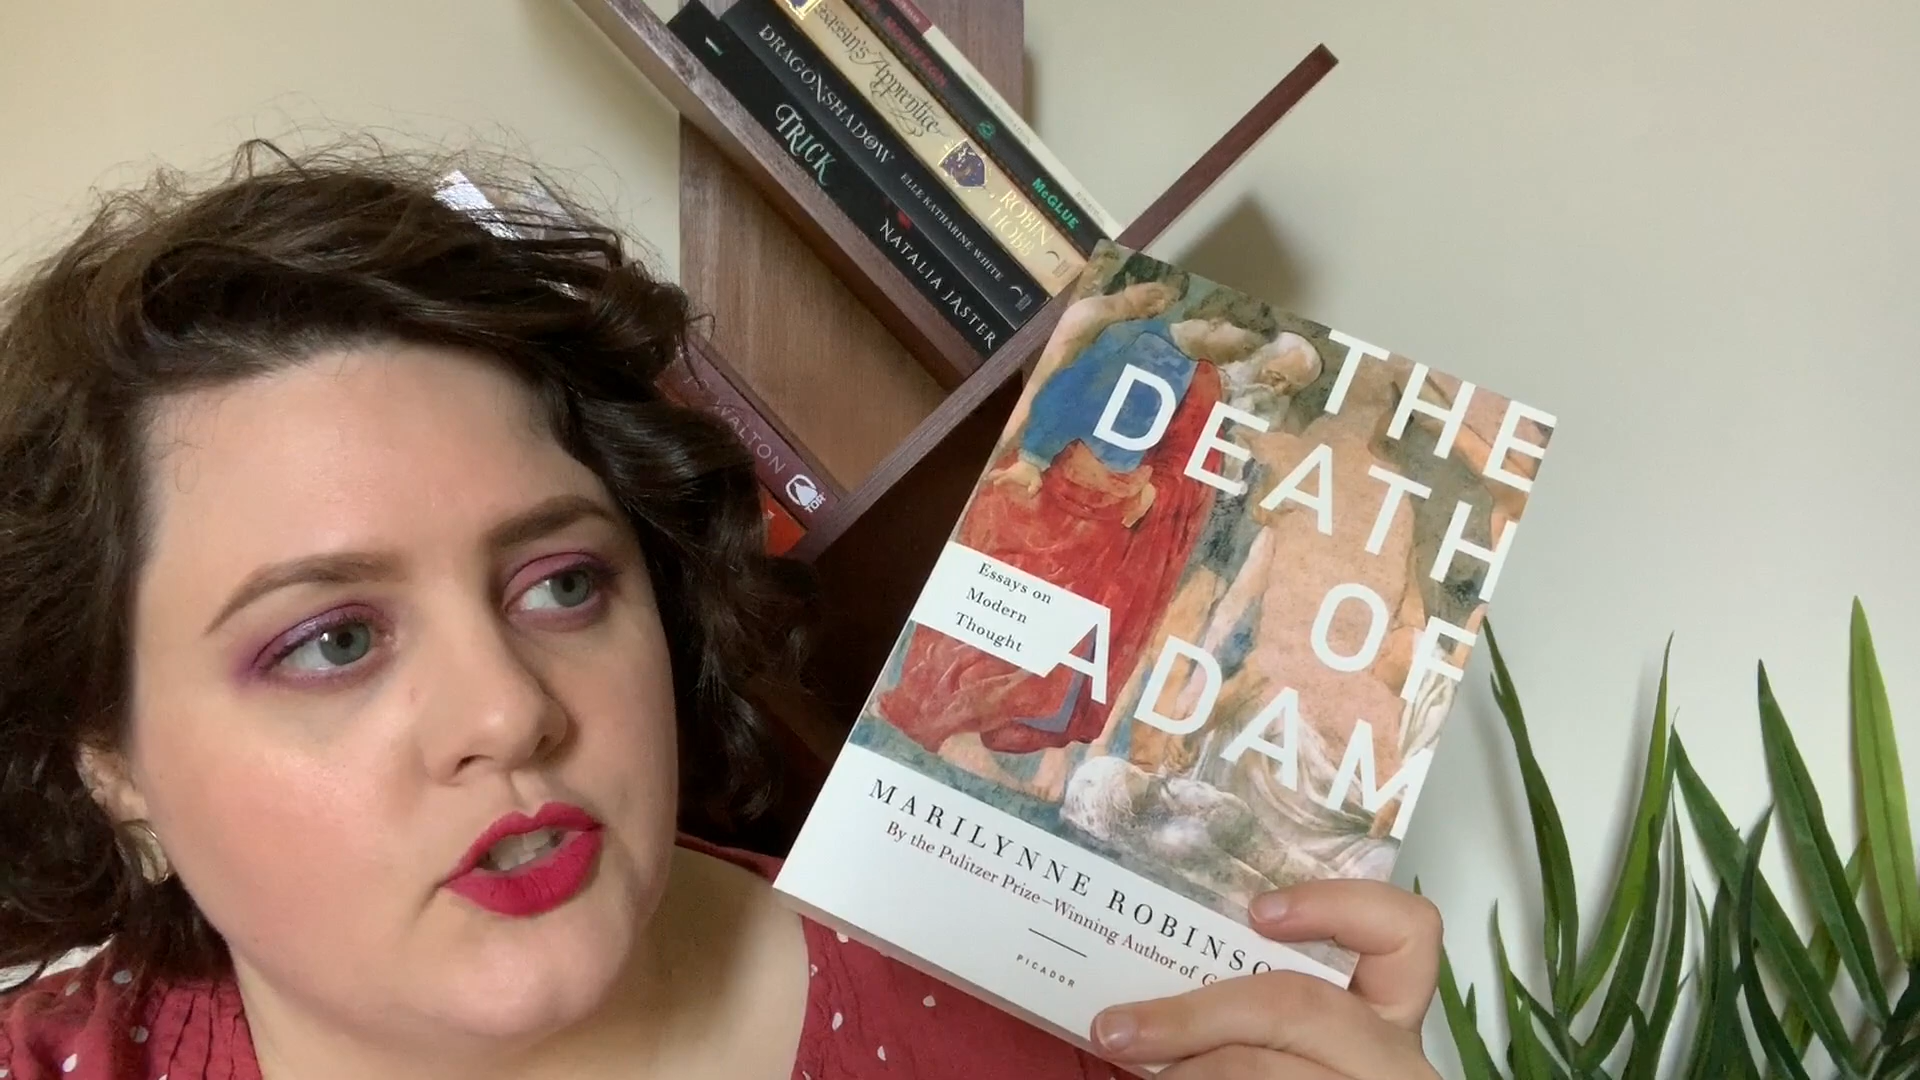 TRICK
NATALIA JASTER
DRAGONSHADOW
ELLE KATHARINE WHITE
Assassin's Apprentice
ROBIN HOBB
McGLUE
WALTON
TOR
THE
DEATH
OF
ADAM
Essays on
Modern
Thought
MARILYNNE ROBINSO
By the Pulitzer Prize–Winning Author of G
PICADOR